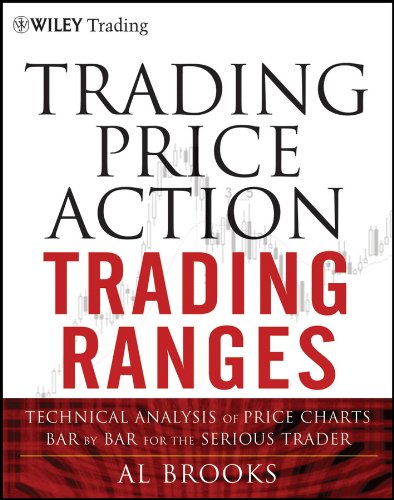 WILEY Trading
TRADING
PRICE
ACTION
TRADING
RANGES
TECHNICAL ANALYSIS OF PRICE CHARTS
BAR BY BAR FOR THE SERIOUS TRADER
AL BROOKS